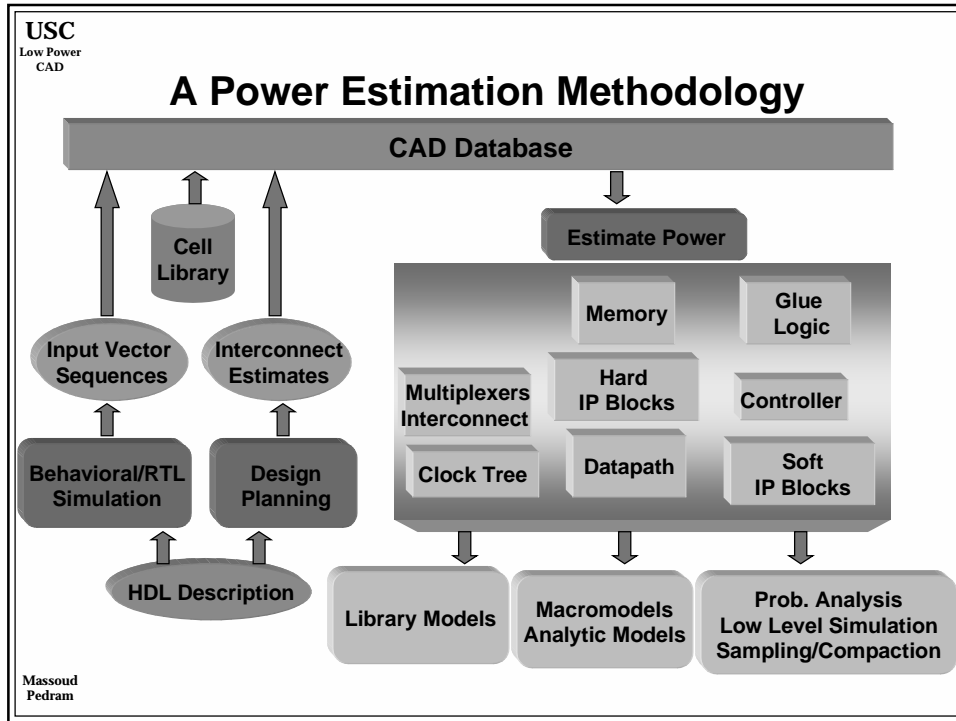 USC
Low Power
CAD
A Power Estimation Methodology
CAD Database
Cell
Library
Estimate Power
Input Vector
Sequences
Interconnect
Estimates
Memory
Glue
Logic
Multiplexers
Interconnect
Hard
IP Blocks
Controller
Clock Tree
Datapath
Soft
IP Blocks
Behavioral/RTL
Simulation
Design
Planning
HDL Description
Library Models
Macromodels
Analytic Models
Prob. Analysis
Low Level Simulation
Sampling/Compaction
Massoud
Pedram